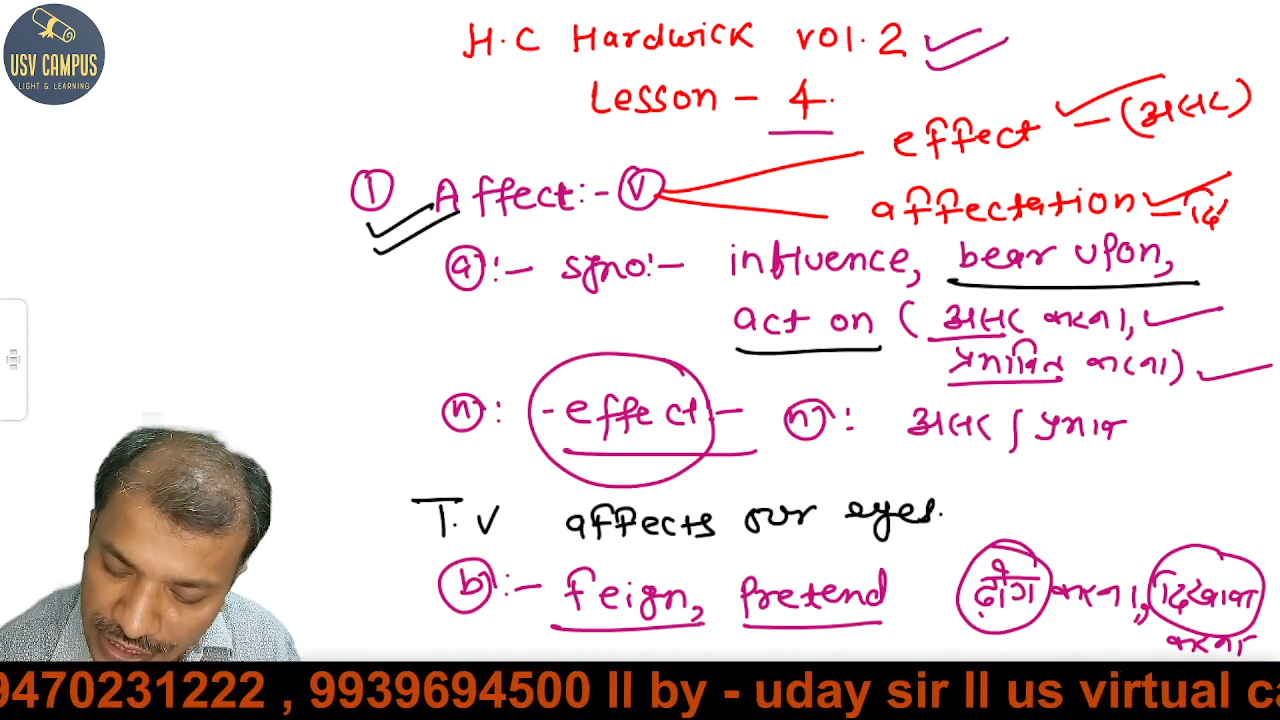 USV CAMPUS
LIGHT & LEARNING
H.C Hardwick vol. 2
Lesson - 4.
effect - (असर)
① Affect :- Ⓥ
affectation - दि
ⓐ :- syno:- influence, bear upon,
act on (असर करना,
प्रभावित करना)
ⓝ : - effect - ⓝ : असर / प्रभाव
T.V affects our eyes.
ⓑ :- feign, Pretend ढोंग करना, दिखावा
करना
9470231222 , 9939694500 II by - uday sir II us virtual ca